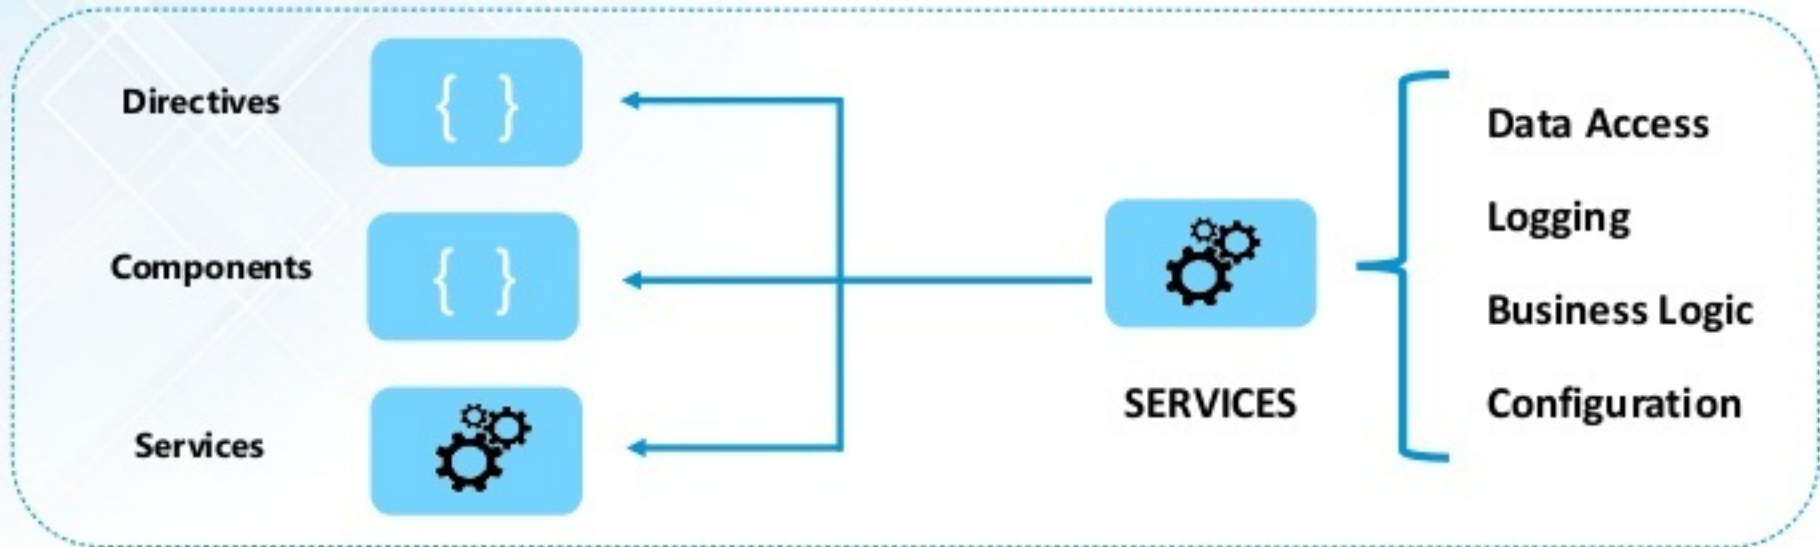 Directives
{ }
Components
{ }
Services
SERVICES
Data Access
Logging
Business Logic
Configuration